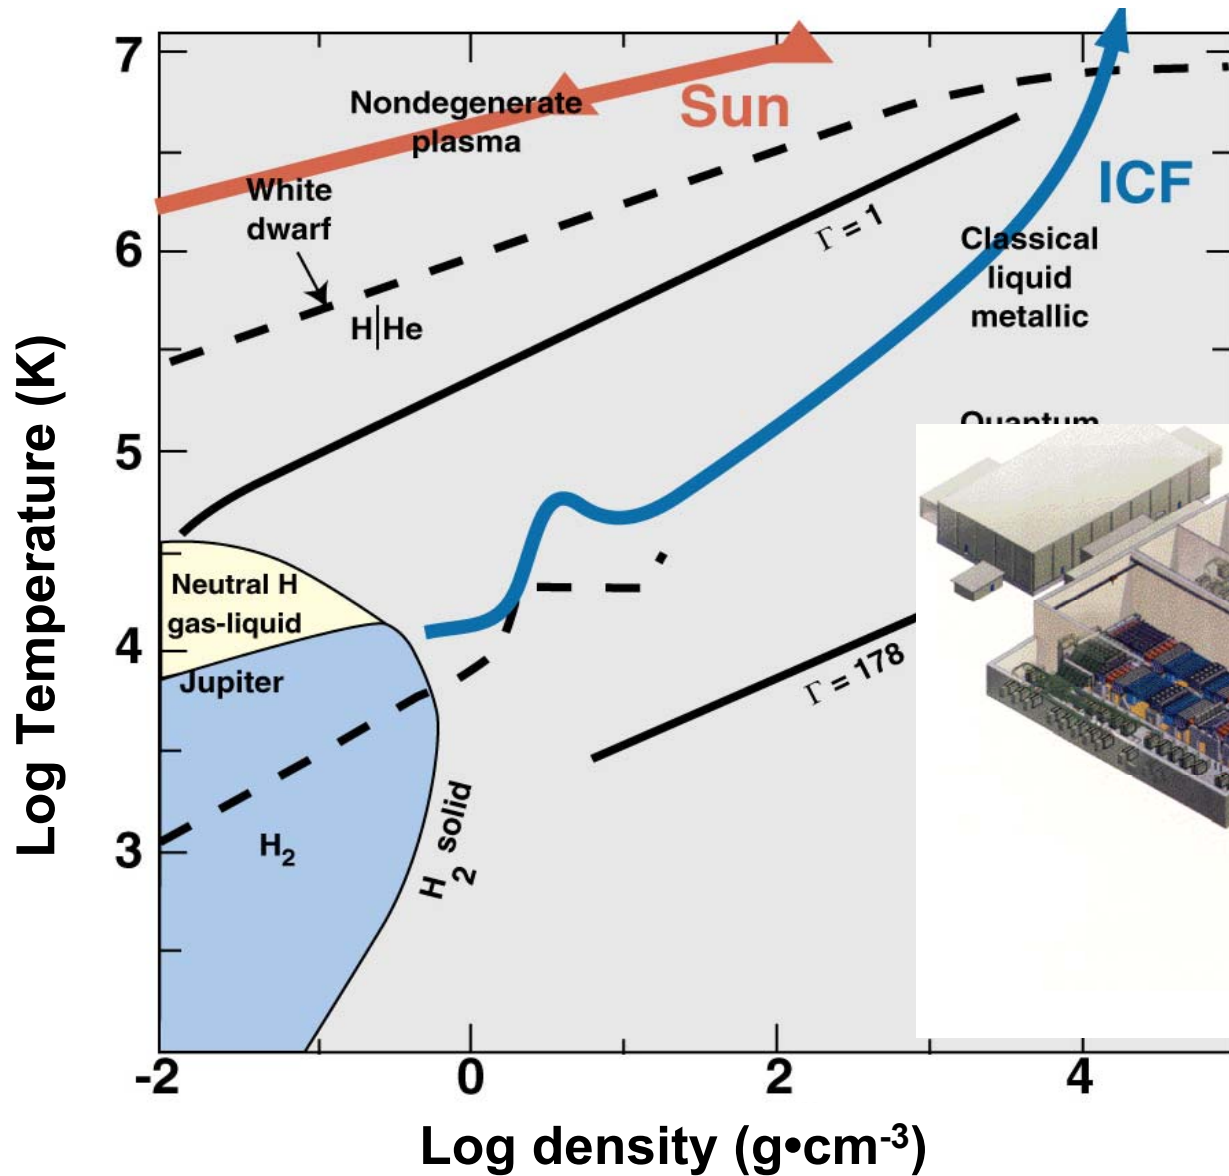 7
Nondegenerate
plasma
Sun
White
dwarf
ICF
6
Γ = 1
Classical
liquid
metallic
H|He
Quantum
5
Log Temperature (K)
Neutral H
gas-liquid
4
Jupiter
Γ = 178
3
H₂
H₂ solid
-2
0
2
4
Log density (g•cm⁻³)